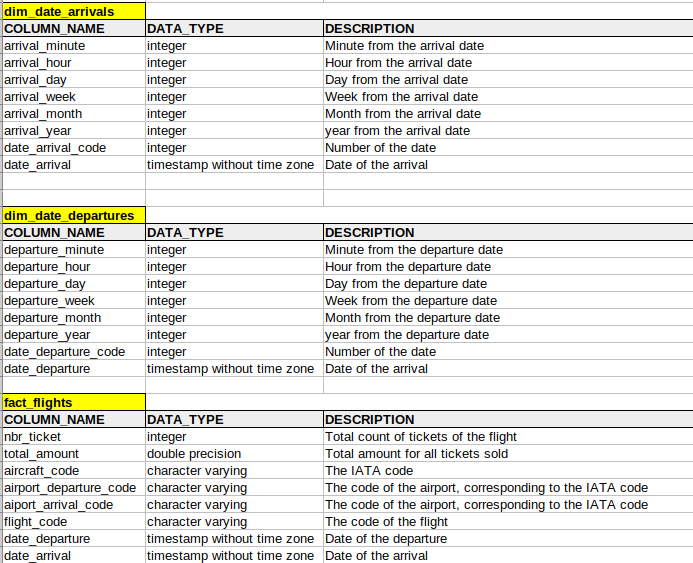 dim_date_arrivals
COLUMN_NAME DATA_TYPE DESCRIPTION
arrival_minute integer Minute from the arrival date
arrival_hour integer Hour from the arrival date
arrival_day integer Day from the arrival date
arrival_week integer Week from the arrival date
arrival_month integer Month from the arrival date
arrival_year integer year from the arrival date
date_arrival_code integer Number of the date
date_arrival timestamp without time zone Date of the arrival
dim_date_departures
COLUMN_NAME DATA_TYPE DESCRIPTION
departure_minute integer Minute from the departure date
departure_hour integer Hour from the departure date
departure_day integer Day from the departure date
departure_week integer Week from the departure date
departure_month integer Month from the departure date
departure_year integer year from the departure date
date_departure_code integer Number of the date
date_departure timestamp without time zone Date of the arrival
fact_flights
COLUMN_NAME DATA_TYPE DESCRIPTION
nbr_ticket integer Total count of tickets of the flight
total_amount double precision Total amount for all tickets sold
aircraft_code character varying The IATA code
airport_departure_code character varying The code of the airport, corresponding to the IATA code
aiport_arrival_code character varying The code of the airport, corresponding to the IATA code
flight_code character varying The code of the flight
date_departure timestamp without time zone Date of the departure
date_arrival timestamp without time zone Date of the arrival